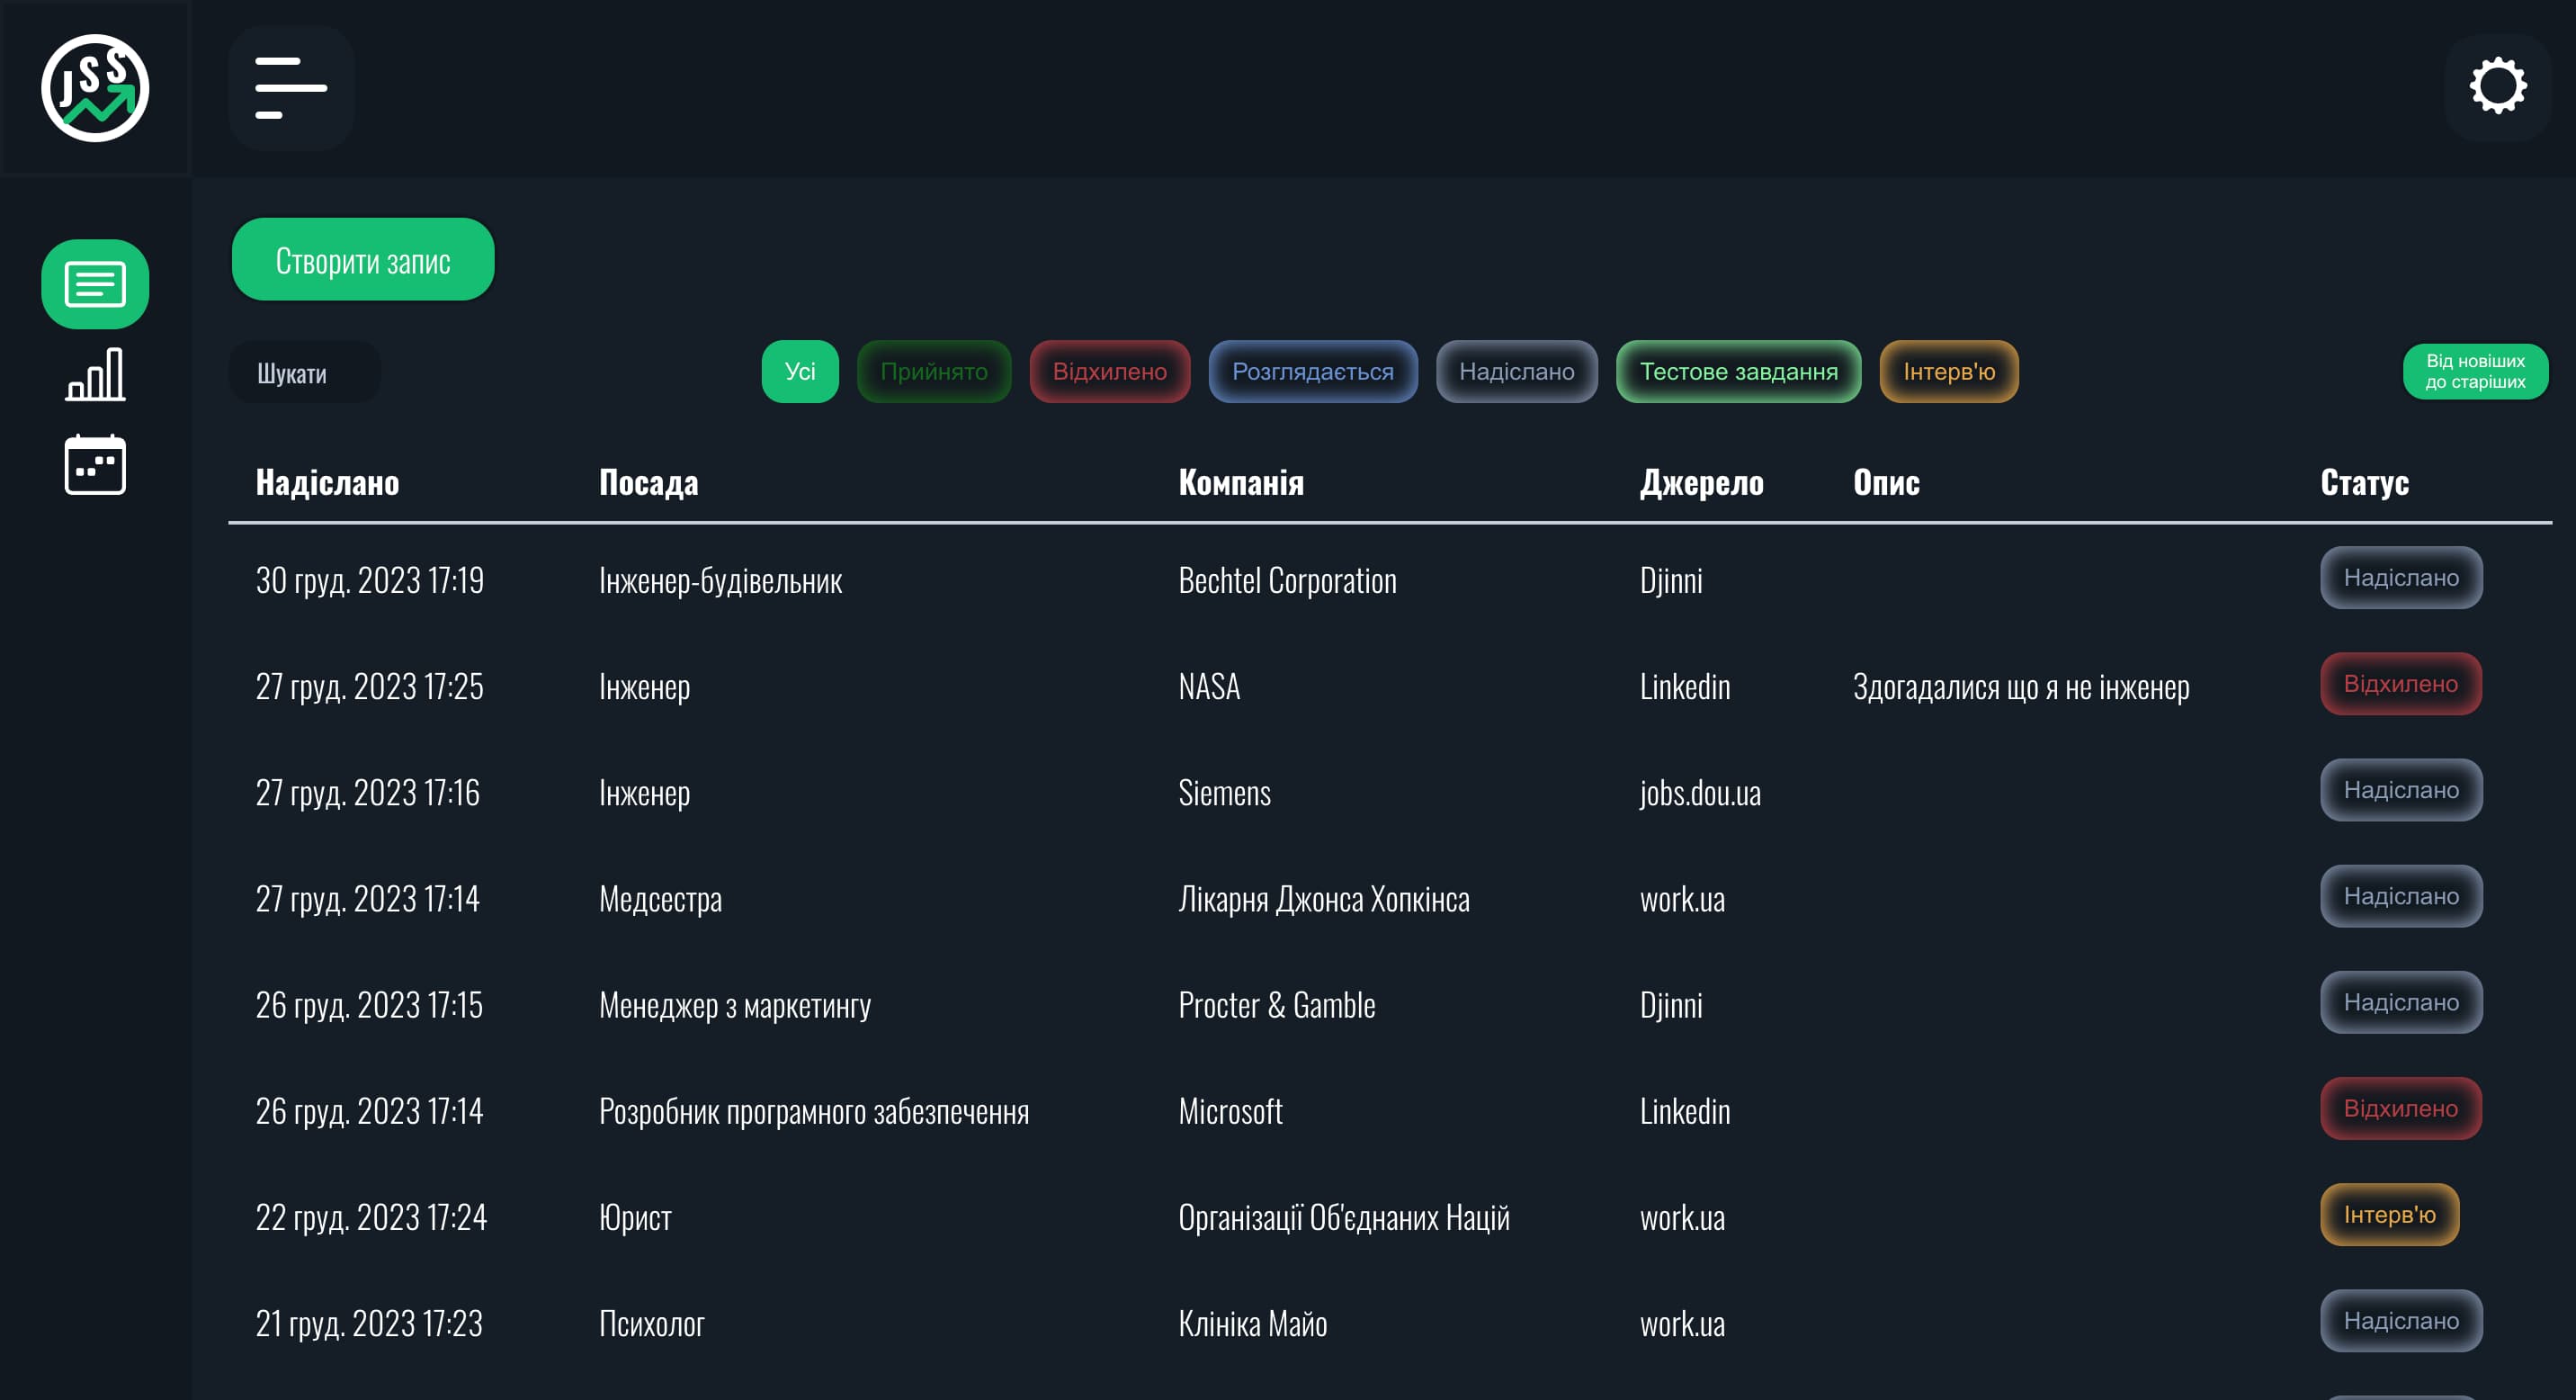 JSS
Створити запис
Шукати
Усі Прийнято Відхилено Розглядається Надіслано Тестове завдання Інтерв'ю
Від новіших
до старіших
Надіслано Посада Компанія Джерело Опис Статус
30 груд. 2023 17:19 Інженер-будівельник Bechtel Corporation Djinni Надіслано
27 груд. 2023 17:25 Інженер NASA Linkedin Здогадалися що я не інженер Відхилено
27 груд. 2023 17:16 Інженер Siemens jobs.dou.ua Надіслано
27 груд. 2023 17:14 Медсестра Лікарня Джонса Хопкінса work.ua Надіслано
26 груд. 2023 17:15 Менеджер з маркетингу Procter & Gamble Djinni Надіслано
26 груд. 2023 17:14 Розробник програмного забезпечення Microsoft Linkedin Відхилено
22 груд. 2023 17:24 Юрист Організації Об'єднаних Націй work.ua Інтерв'ю
21 груд. 2023 17:23 Психолог Клініка Майо work.ua Надіслано